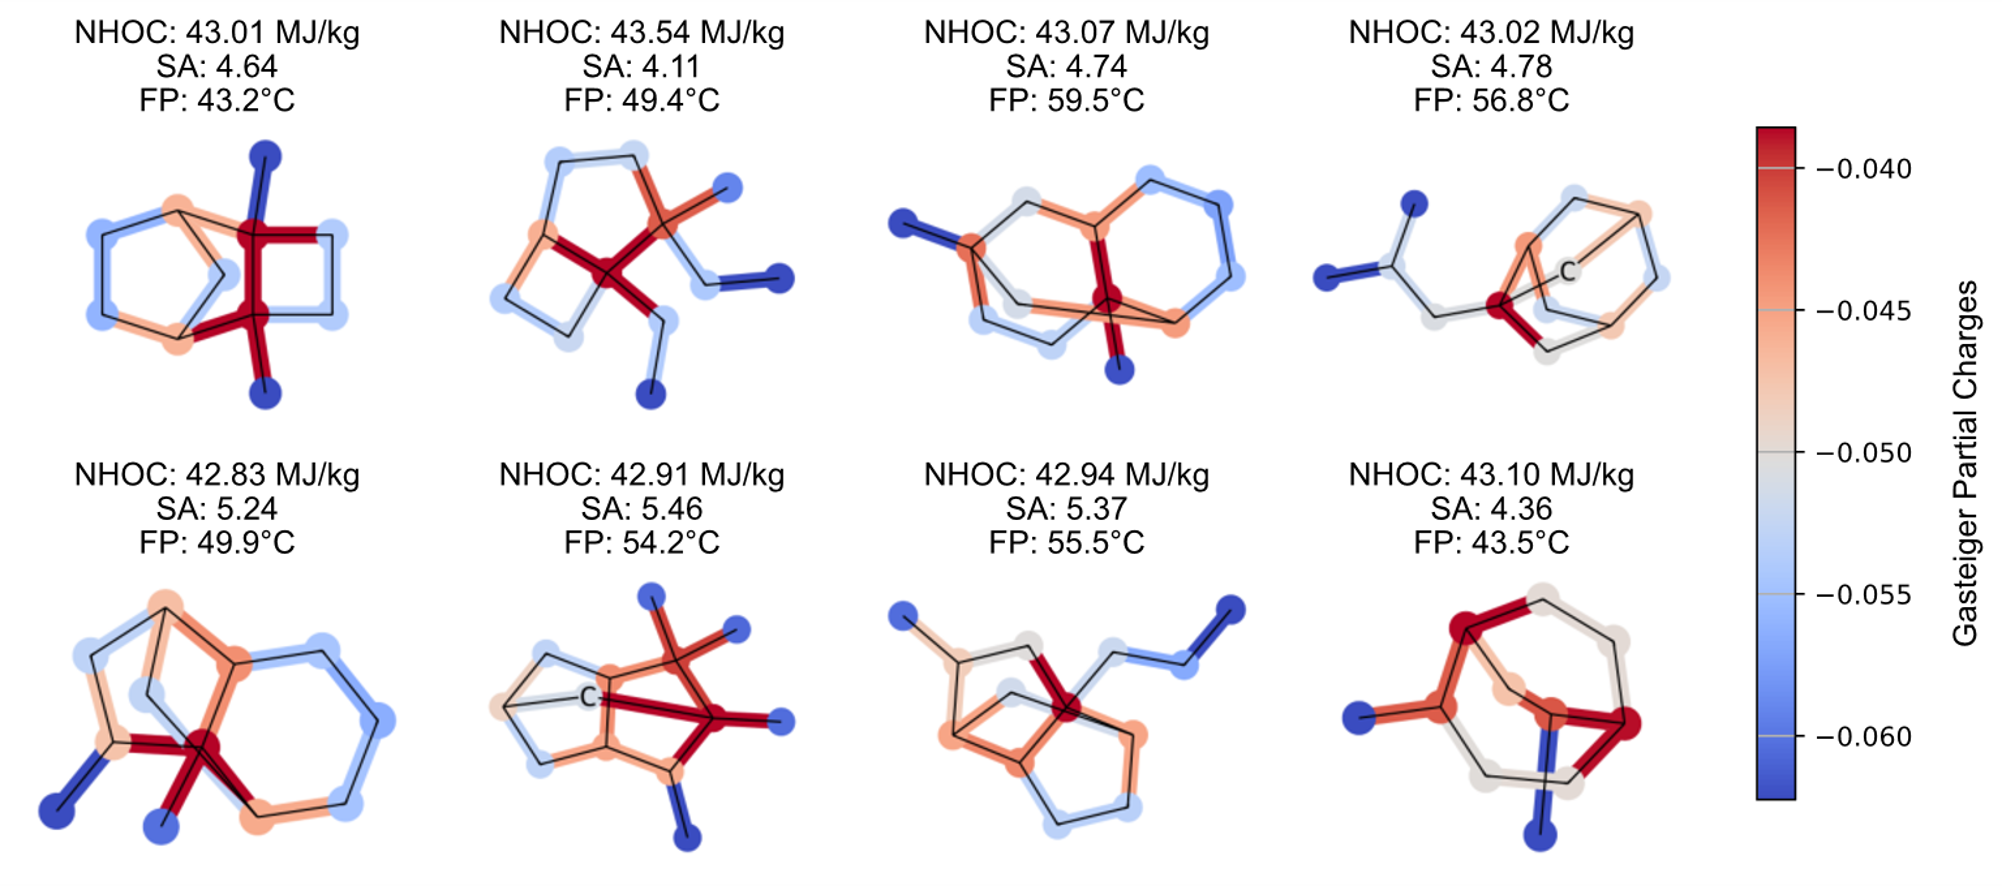 NHOC: 43.01 MJ/kg
SA: 4.64
FP: 43.2°C
NHOC: 43.54 MJ/kg
SA: 4.11
FP: 49.4°C
NHOC: 43.07 MJ/kg
SA: 4.74
FP: 59.5°C
NHOC: 43.02 MJ/kg
SA: 4.78
FP: 56.8°C
C
NHOC: 42.83 MJ/kg
SA: 5.24
FP: 49.9°C
NHOC: 42.91 MJ/kg
SA: 5.46
FP: 54.2°C
C
NHOC: 42.94 MJ/kg
SA: 5.37
FP: 55.5°C
NHOC: 43.10 MJ/kg
SA: 4.36
FP: 43.5°C
−0.040
−0.045
−0.050
−0.055
−0.060
Gasteiger Partial Charges